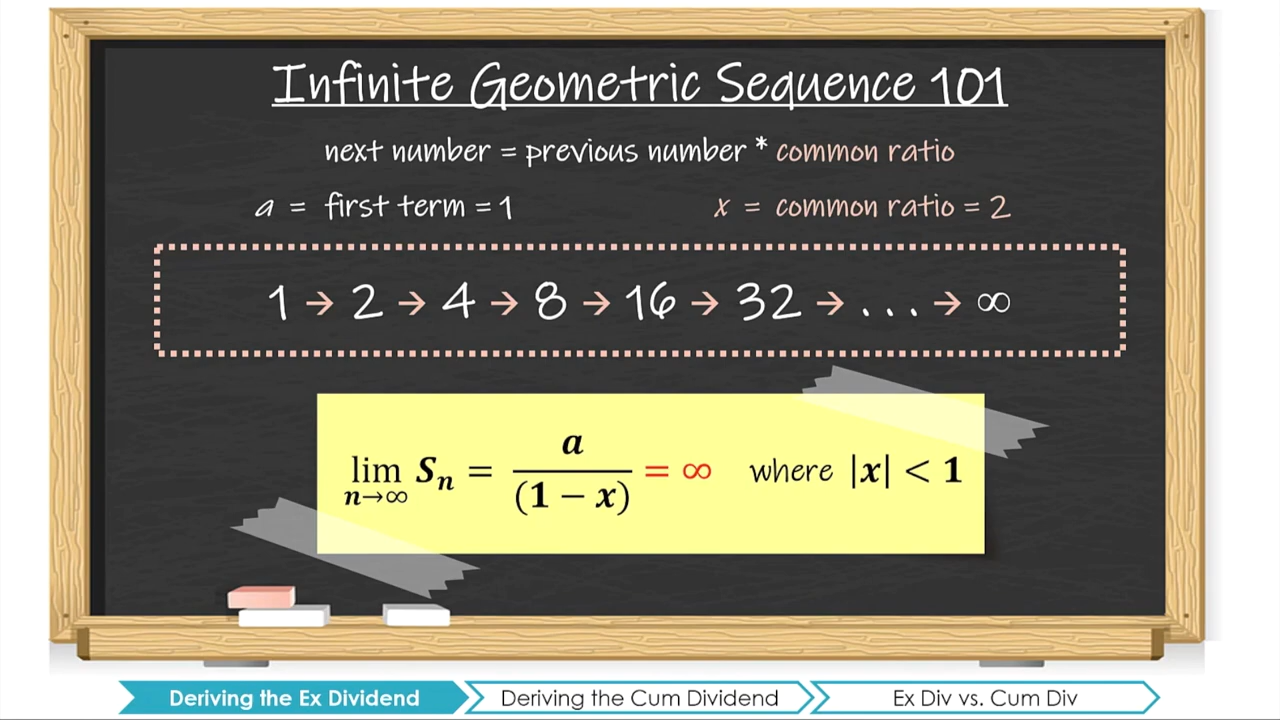 Infinite Geometric Sequence 101
next number = previous number * common ratio
a = first term = 1
x = common ratio = 2
1 → 2 → 4 → 8 → 16 → 32 → . . . → ∞
lim n→∞ Sₙ = a / (1 − x) = ∞ where |x| < 1
Deriving the Ex Dividend
Deriving the Cum Dividend
Ex Div vs. Cum Div